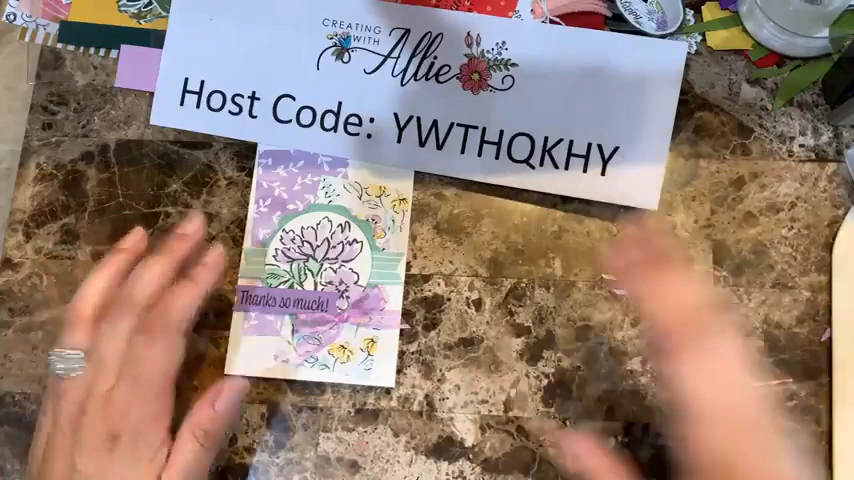 CREATING
WITH
Allie
Host Code: YWTHQKHY
Thanks so much!